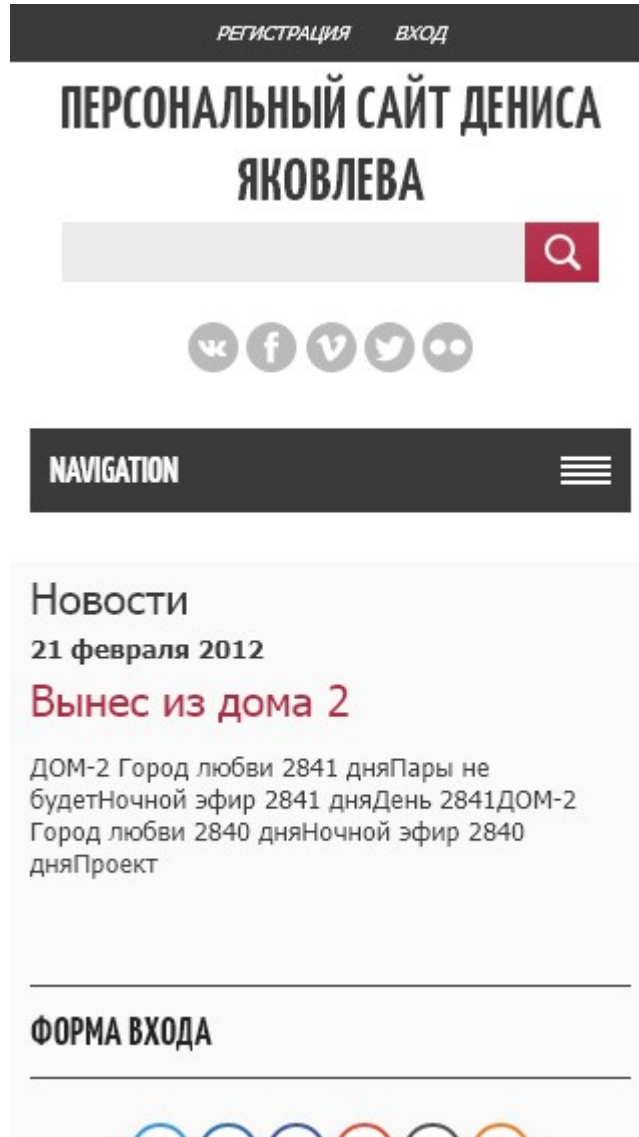 РЕГИСТРАЦИЯ ВХОД
ПЕРСОНАЛЬНЫЙ САЙТ ДЕНИСА
ЯКОВЛЕВА
NAVIGATION
Новости
21 февраля 2012
Вынес из дома 2
ДОМ-2 Город любви 2841 дняПары не
будетНочной эфир 2841 дняДень 2841ДОМ-2
Город любви 2840 дняНочной эфир 2840
дняПроект
ФОРМА ВХОДА